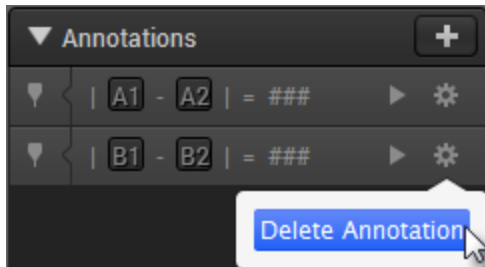 Annotations
| A1 - A2 | = ###
| B1 - B2 | = ###
Delete Annotation